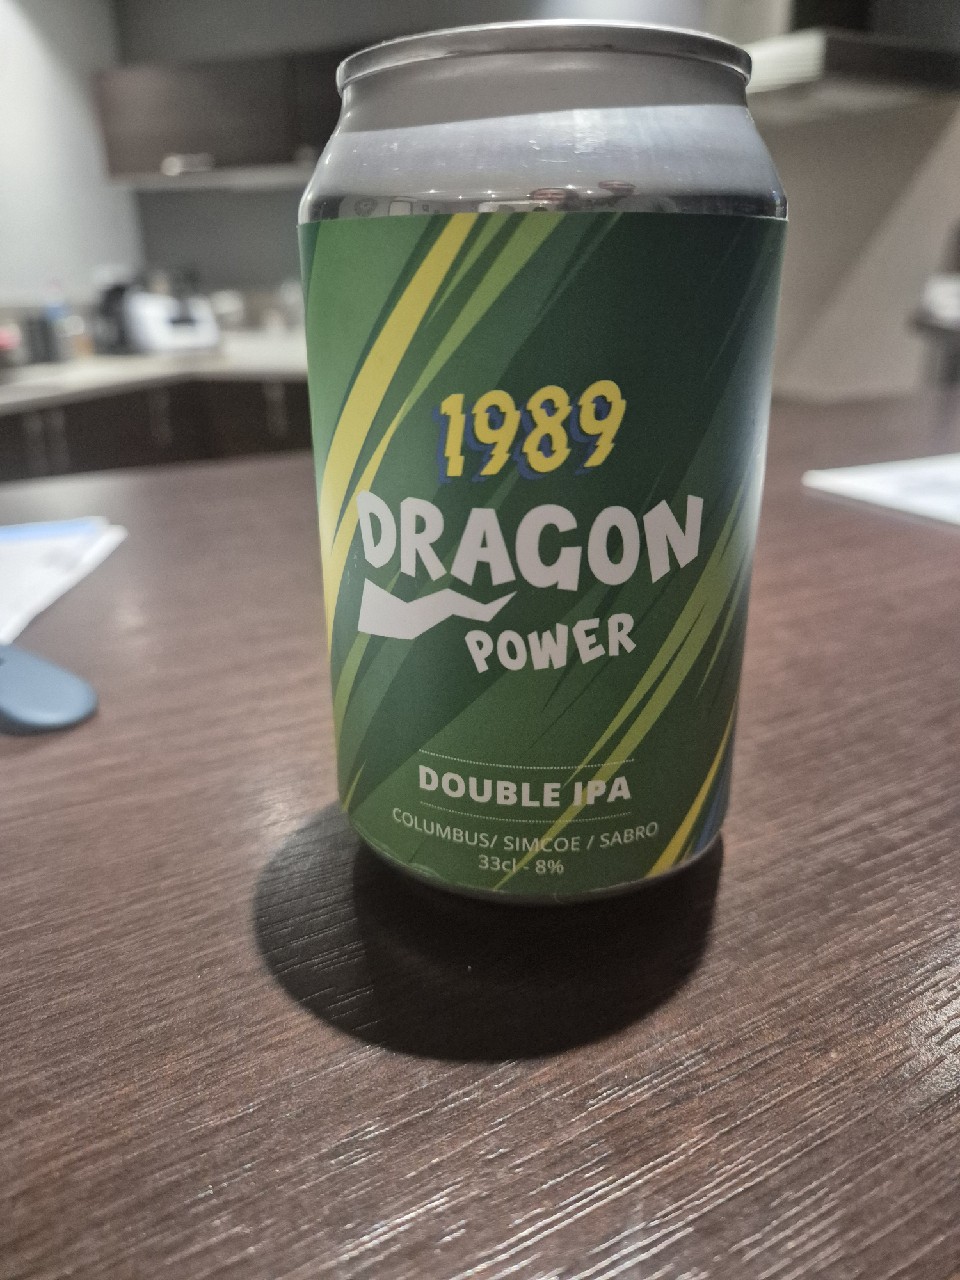 1989
DRAGON
POWER
DOUBLE IPA
COLUMBUS/ SIMCOE / SABRO
33cl - 8%